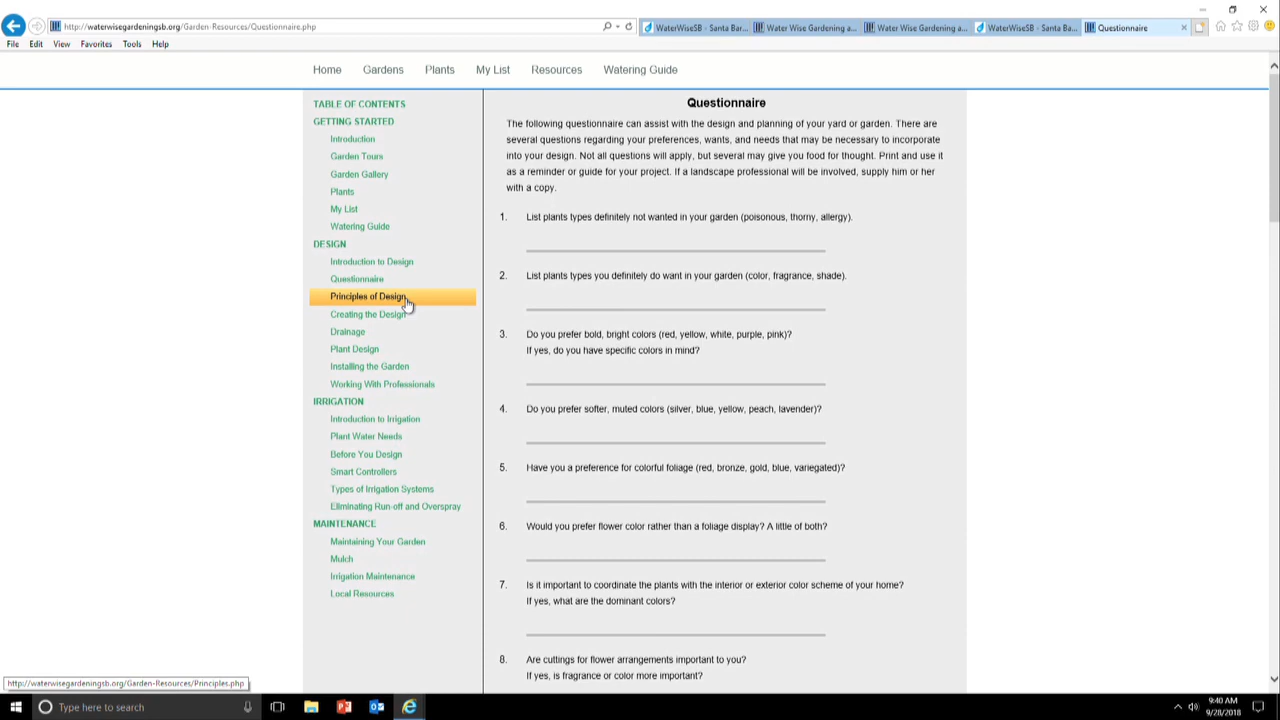 http://waterwisegardeningsb.org/Garden-Resources/Questionnaire.php
WaterWiseSB - Santa Bar...
Water Wise Gardening a...
Water Wise Gardening a...
WaterWiseSB - Santa Ba...
Questionnaire
File Edit View Favorites Tools Help
Home Gardens Plants My List Resources Watering Guide
TABLE OF CONTENTS
GETTING STARTED
Introduction
Garden Tours
Garden Gallery
Plants
My List
Watering Guide
DESIGN
Introduction to Design
Questionnaire
Principles of Design
Creating the Design
Drainage
Plant Design
Installing the Garden
Working With Professionals
IRRIGATION
Introduction to Irrigation
Plant Water Needs
Before You Design
Smart Controllers
Types of Irrigation Systems
Eliminating Run-off and Overspray
MAINTENANCE
Maintaining Your Garden
Mulch
Irrigation Maintenance
Local Resources
Questionnaire
The following questionnaire can assist with the design and planning of your yard or garden. There are
several questions regarding your preferences, wants, and needs that may be necessary to incorporate
into your design. Not all questions will apply, but several may give you food for thought. Print and use it
as a reminder or guide for your project. If a landscape professional will be involved, supply him or her
with a copy.
1. List plants types definitely not wanted in your garden (poisonous, thorny, allergy).
2. List plants types you definitely do want in your garden (color, fragrance, shade).
3. Do you prefer bold, bright colors (red, yellow, white, purple, pink)?
If yes, do you have specific colors in mind?
4. Do you prefer softer, muted colors (silver, blue, yellow, peach, lavender)?
5. Have you a preference for colorful foliage (red, bronze, gold, blue, variegated)?
6. Would you prefer flower color rather than a foliage display? A little of both?
7. Is it important to coordinate the plants with the interior or exterior color scheme of your home?
If yes, what are the dominant colors?
8. Are cuttings for flower arrangements important to you?
If yes, is fragrance or color more important?
http://waterwisegardeningsb.org/Garden-Resources/Principles.php
Type here to search
9:40 AM
9/28/2018